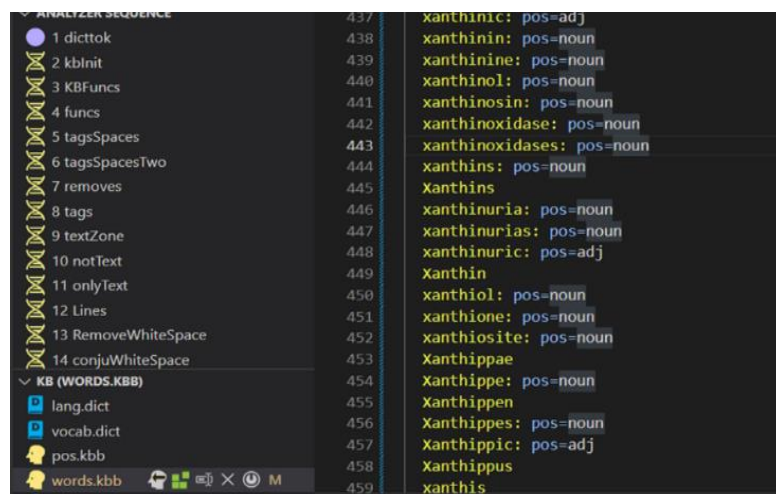 ANALYZER SEQUENCE
1 dicttok
2 kbInit
3 KBFuncs
4 funcs
5 tagsSpaces
6 tagsSpacesTwo
7 removes
8 tags
9 textZone
10 notText
11 onlyText
12 Lines
13 RemoveWhiteSpace
14 conjuWhiteSpace
KB (WORDS.KBB)
lang.dict
vocab.dict
pos.kbb
words.kbb M
437 xanthinic: pos=adj
438 xanthinin: pos=noun
439 xanthinine: pos=noun
440 xanthinol: pos=noun
441 xanthinosin: pos=noun
442 xanthinoxidase: pos=noun
443 xanthinoxidases: pos=noun
444 xanthins: pos=noun
445 Xanthins
446 xanthinuria: pos=noun
447 xanthinurias: pos=noun
448 xanthinuric: pos=adj
449 Xanthin
450 xanthiol: pos=noun
451 xanthione: pos=noun
452 xanthiosite: pos=noun
453 Xanthippae
454 Xanthippe: pos=noun
455 Xanthippen
456 Xanthippes: pos=noun
457 Xanthippic: pos=adj
458 Xanthippus
459 xanthis